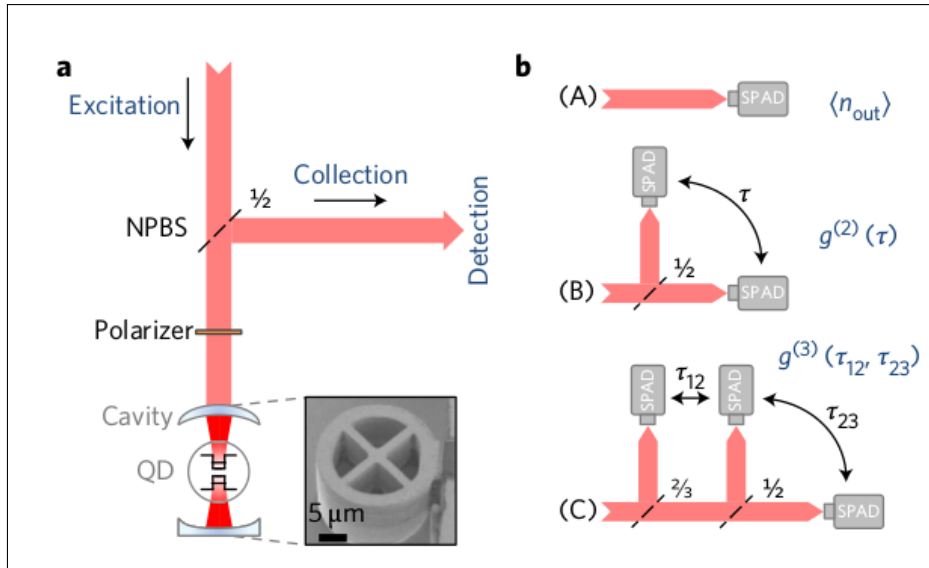 a
Excitation
½
Collection
NPBS
Detection
Polarizer
Cavity
QD
5 μm
b
(A)
SPAD
⟨n_out⟩
SPAD
τ
g^(2) (τ)
½
(B)
SPAD
g^(3) (τ_12, τ_23)
SPAD
τ_12
SPAD
τ_23
⅔
½
(C)
SPAD